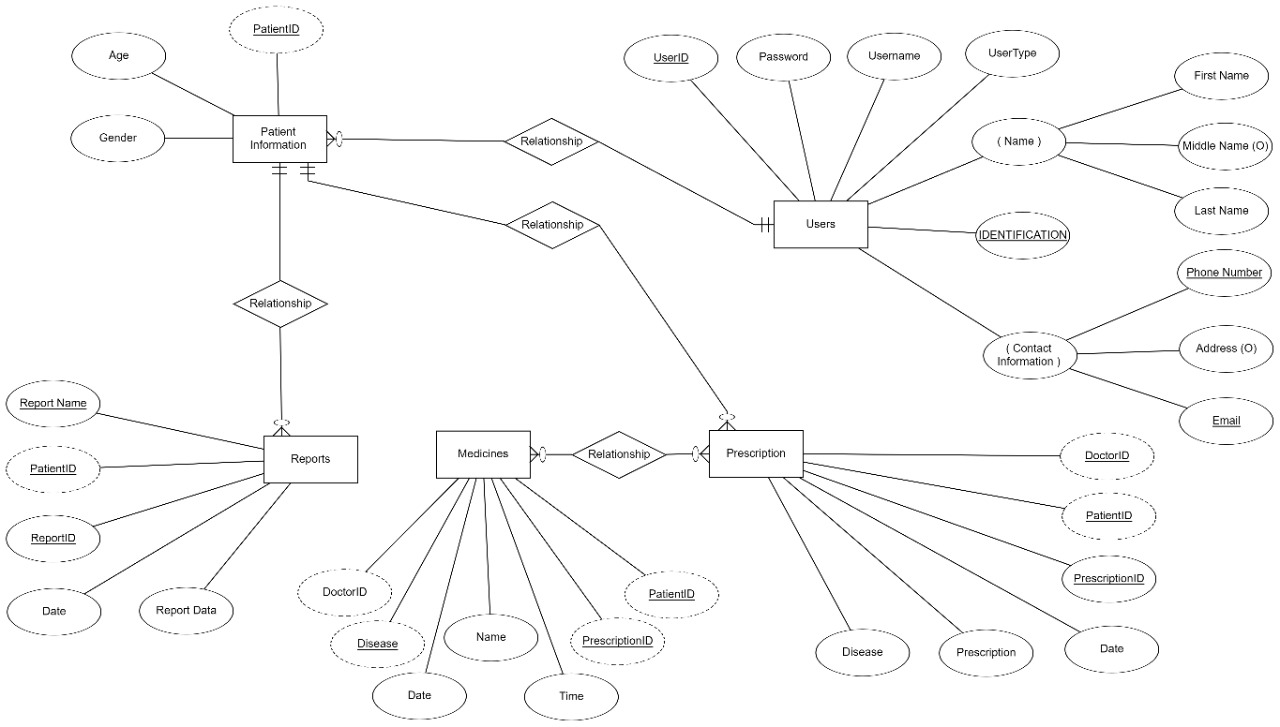 PatientID
Age
Gender
Patient
Information
Relationship
Relationship
Relationship
UserID
Password
Username
UserType
First Name
( Name )
Middle Name (O)
Last Name
Users
IDENTIFICATION
Phone Number
( Contact
Information )
Address (O)
Email
Report Name
PatientID
ReportID
Date
Report Data
Reports
Medicines
Relationship
Prescription
DoctorID
Disease
Date
Name
Time
PrescriptionID
PatientID
DoctorID
PatientID
PrescriptionID
Date
Prescription
Disease